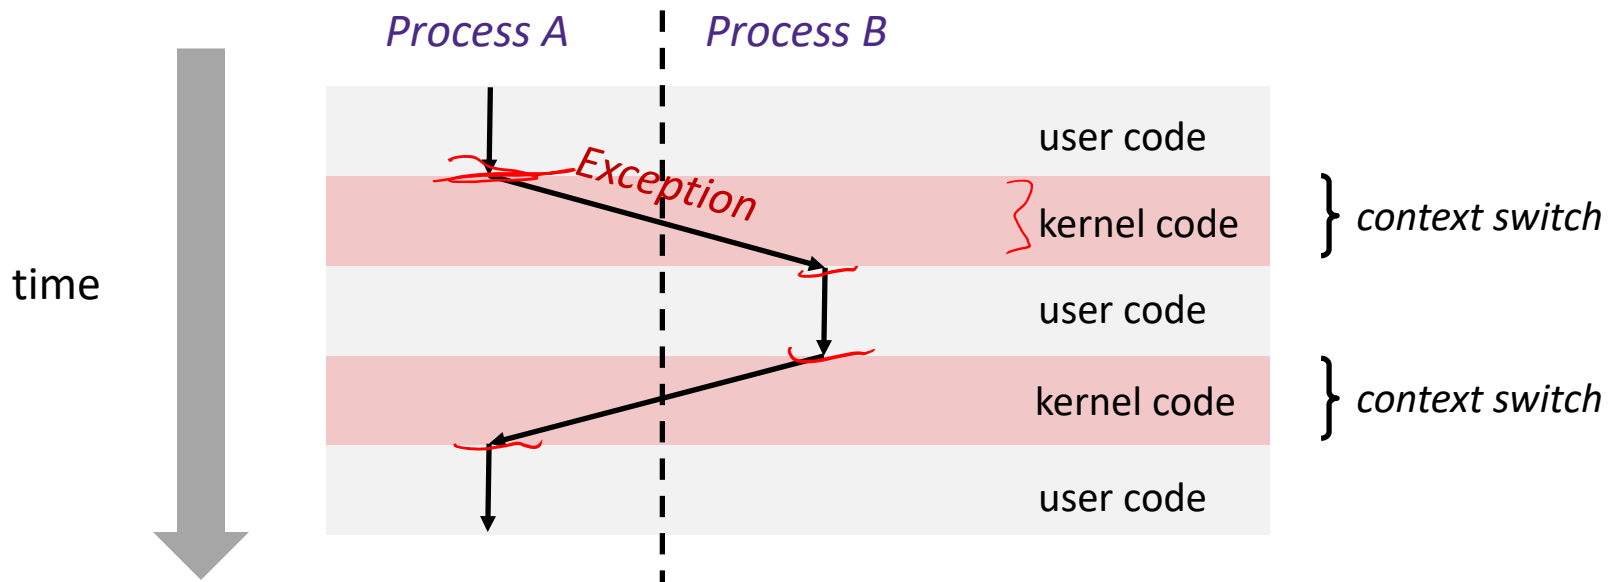 Process A
Process B
user code
Exception
kernel code
context switch
time
user code
kernel code
context switch
user code